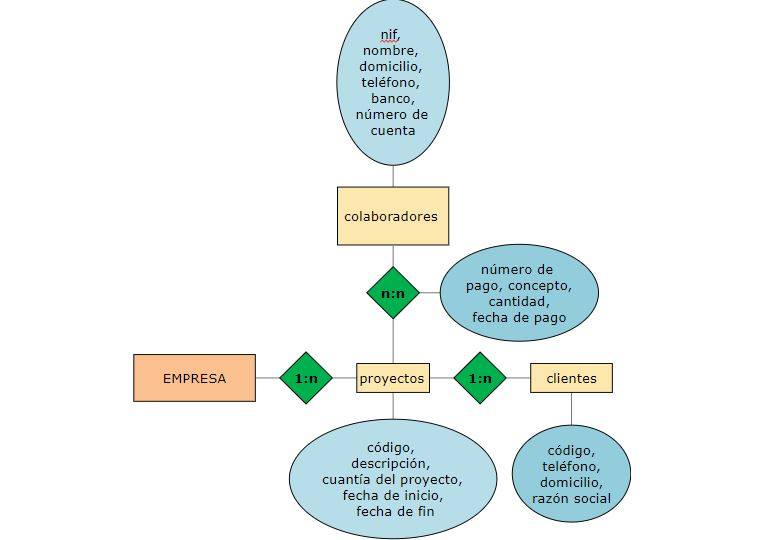 nif,
nombre,
domicilio,
teléfono,
banco,
número de
cuenta
colaboradores
n:n
número de
pago, concepto,
cantidad,
fecha de pago
EMPRESA
1:n
proyectos
1:n
clientes
código,
descripción,
cuantía del proyecto,
fecha de inicio,
fecha de fin
código,
teléfono,
domicilio,
razón social